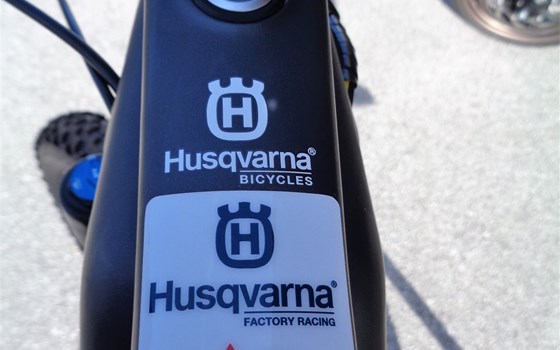 H
Husqvarna®
BICYCLES
H
Husqvarna®
FACTORY RACING